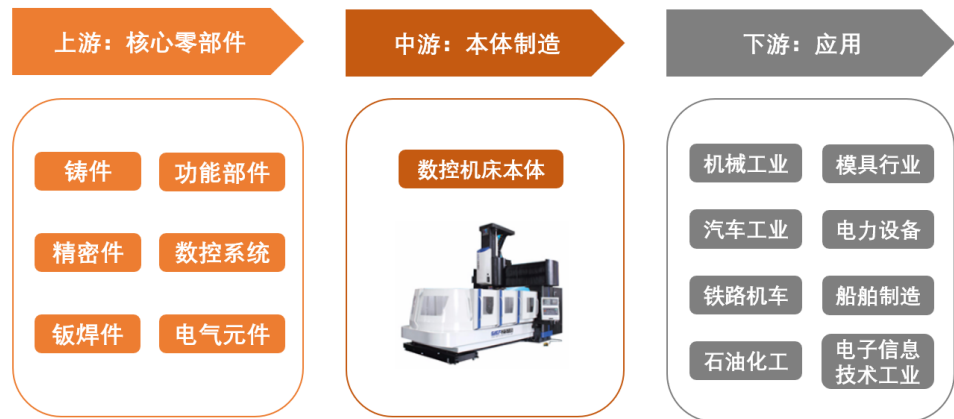 上游：核心零部件
中游：本体制造
下游：应用
铸件
功能部件
精密件
数控系统
钣焊件
电气元件
数控机床本体
机械工业
模具行业
汽车工业
电力设备
铁路机车
船舶制造
石油化工
电子信息
技术工业